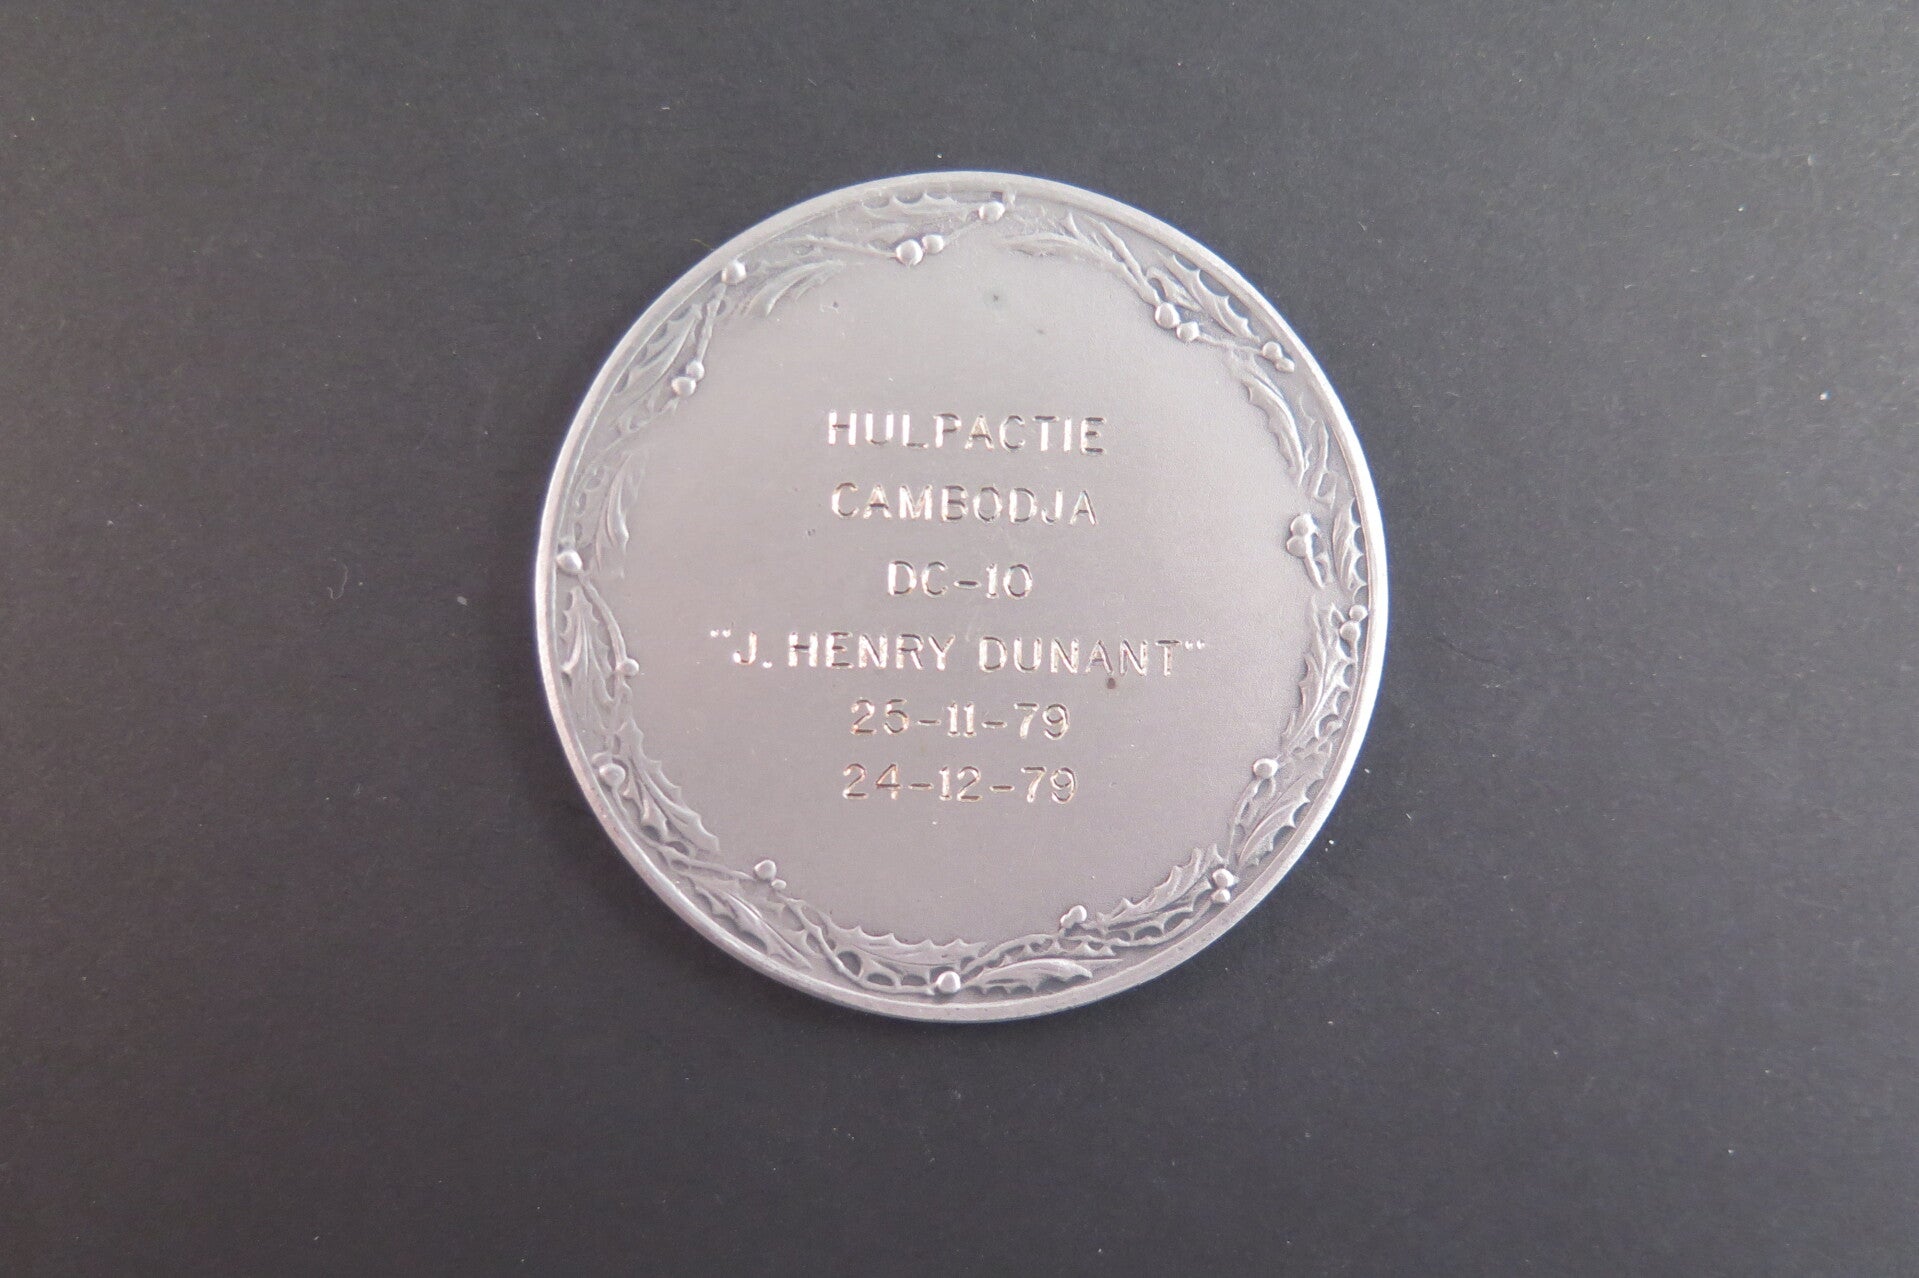 HULPACTIE
CAMBODJA
DC-10
"J. HENRY DUNANT"
25-11-79
24-12-79